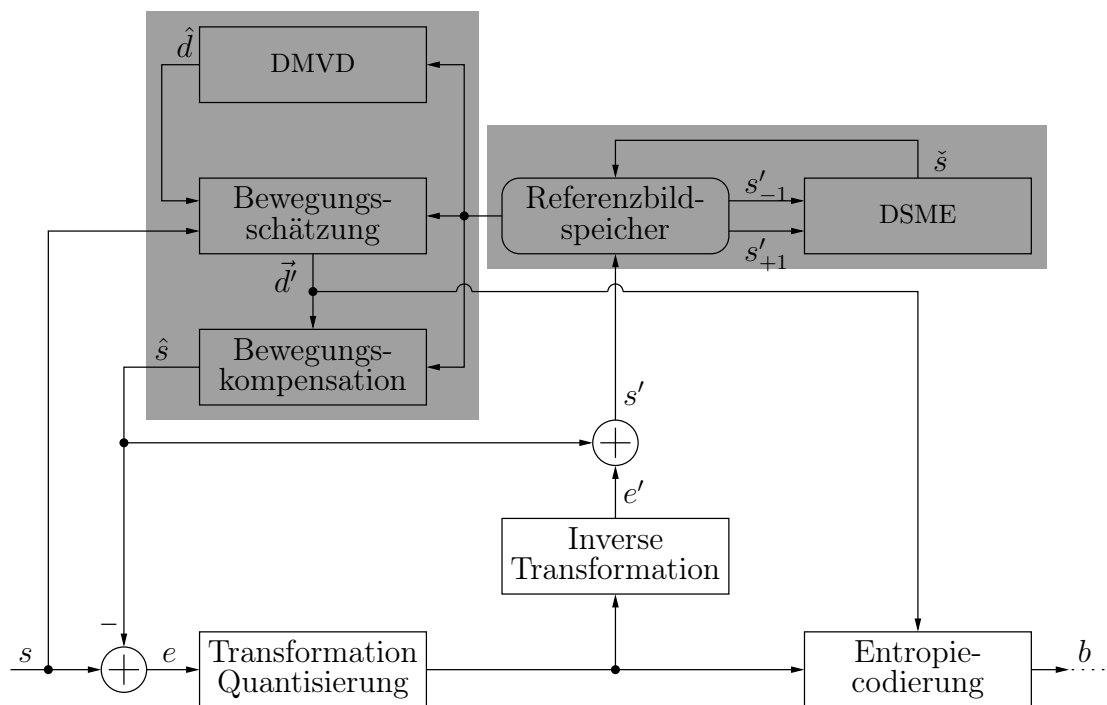 d̂
DMVD
Bewegungs-
schätzung
d⃗′
ŝ
Bewegungs-
kompensation
Referenzbild-
speicher
s′₋₁
s′₊₁
š
DSME
s′
e′
Inverse
Transformation
−
s
e
Transformation
Quantisierung
Entropie-
codierung
b